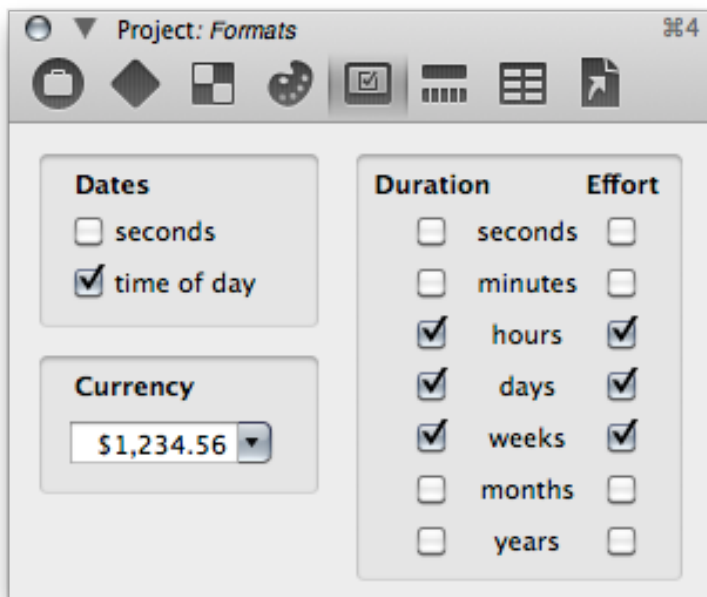 Project: Formats ⌘4
Dates
seconds
time of day
Currency
$1,234.56
Duration Effort
seconds
minutes
hours
days
weeks
months
years